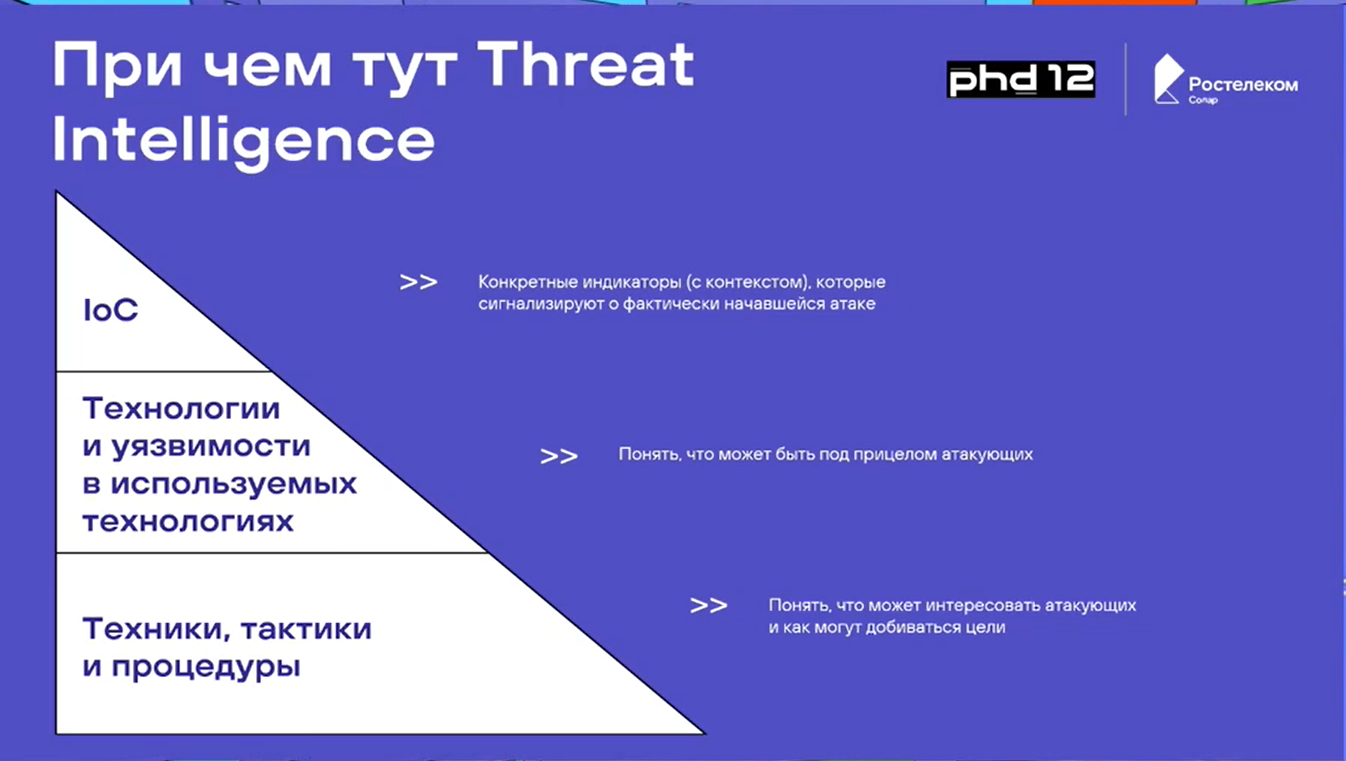 При чем тут Threat
Intelligence
phd 12
Ростелеком
Солар
IoC
>> Конкретные индикаторы (с контекстом), которые
сигнализируют о фактически начавшейся атаке
Технологии
и уязвимости
в используемых
технологиях
>> Понять, что может быть под прицелом атакующих
Техники, тактики
и процедуры
>> Понять, что может интересовать атакующих
и как могут добиваться цели